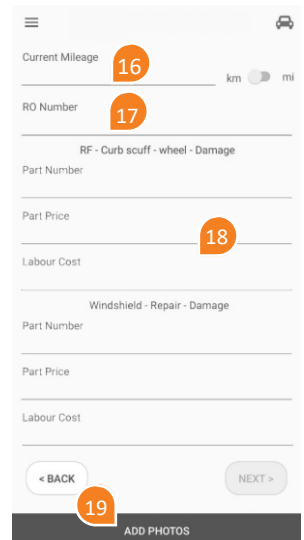 Current Mileage
16
km mi
RO Number
17
RF - Curb scuff - wheel - Damage
Part Number
Part Price
18
Labour Cost
Windshield - Repair - Damage
Part Number
Part Price
Labour Cost
< BACK NEXT >
19
ADD PHOTOS